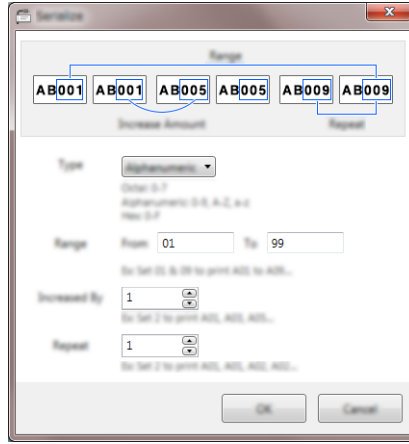 Serialize
Range
AB001 AB001 AB005 AB005 AB009 AB009
Increase Amount Repeat
Type Alphanumeric
Octal 0-7
Alphanumeric 0-9, A-Z, a-z
Hex 0-F
Range From 01 To 99
Ex: Set 01 & 09 to print A01 to A09...
Increased By 1
Ex: Set 2 to print A01, A03, A05...
Repeat 1
Ex: Set 2 to print A01, A01, A02, A02...
OK Cancel